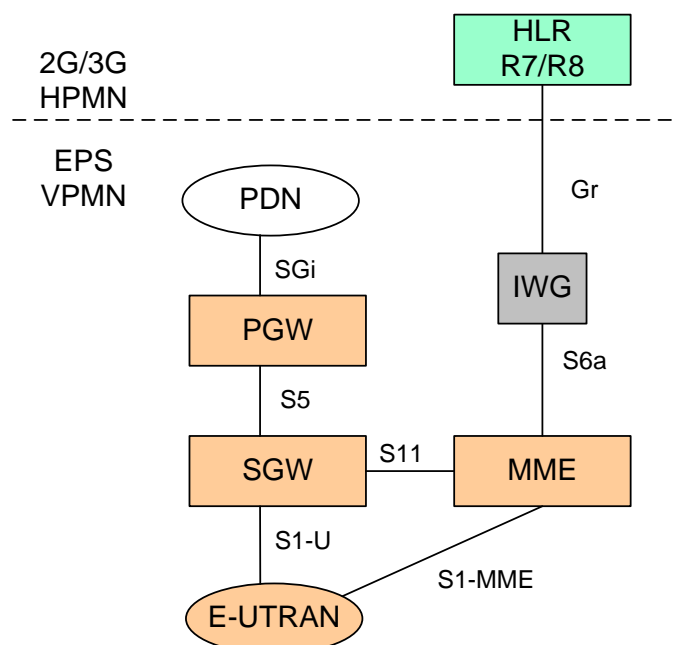 HLR
R7/R8
2G/3G
HPMN
EPS
VPMN
PDN
Gr
SGi
IWG
PGW
S6a
S5
S11
SGW
MME
S1-U
S1-MME
E-UTRAN